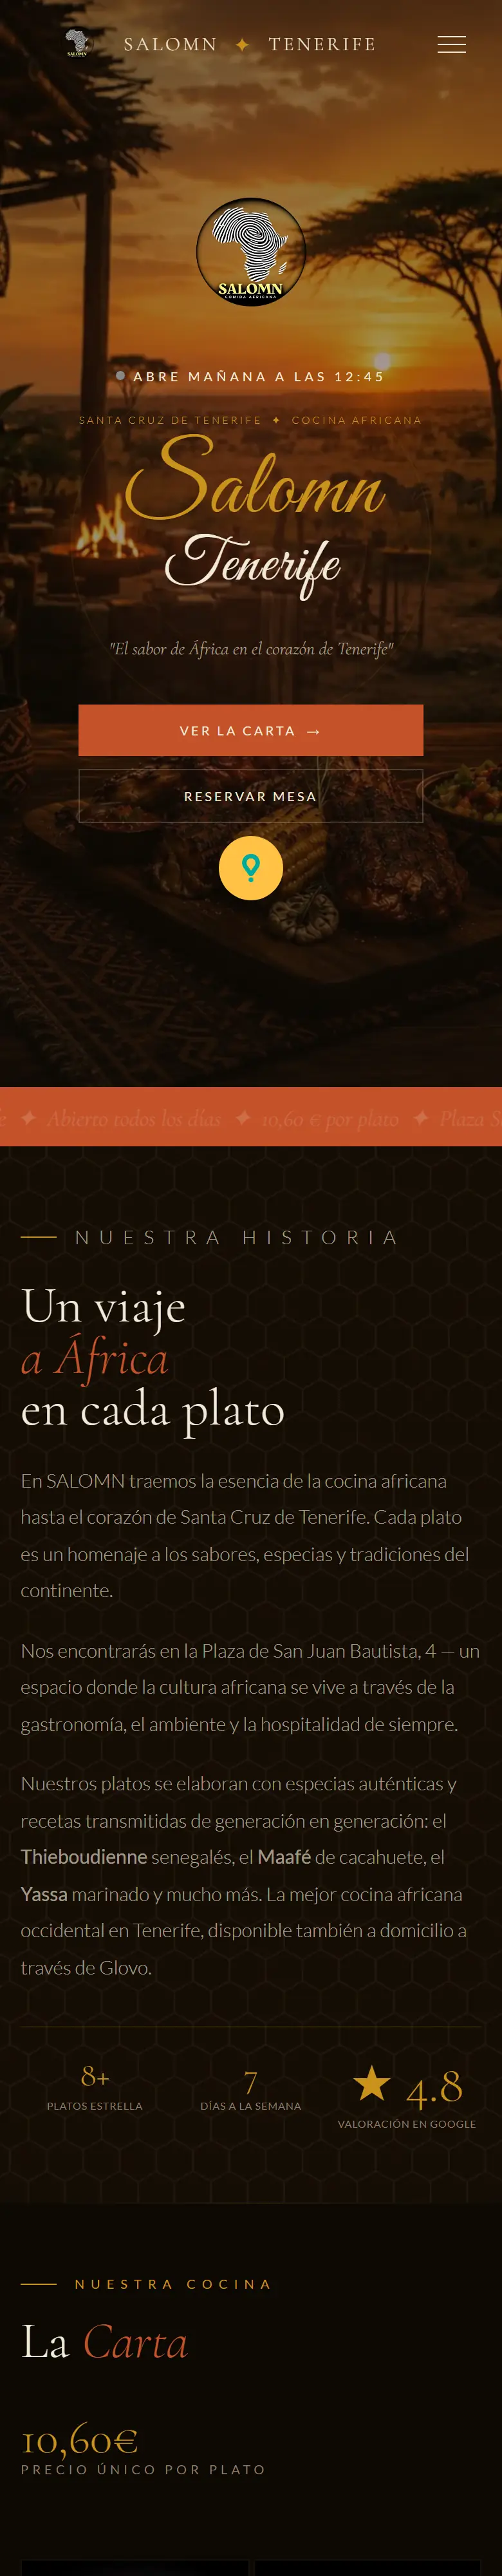 SALOMN
SALOMN ✦ TENERIFE
SALOMN
COMIDA AFRICANA
ABRE MAÑANA A LAS 12:45
SANTA CRUZ DE TENERIFE ✦ COCINA AFRICANA
Salomn
Tenerife
"El sabor de África en el corazón de Tenerife"
VER LA CARTA →
RESERVAR MESA
✦ Abierto todos los días ✦ 10,60 € por plato ✦ Plaza
NUESTRA HISTORIA
Un viaje
a África
en cada plato
En SALOMN traemos la esencia de la cocina africana
hasta el corazón de Santa Cruz de Tenerife. Cada plato
es un homenaje a los sabores, especias y tradiciones del
continente.
Nos encontrarás en la Plaza de San Juan Bautista, 4 — un
espacio donde la cultura africana se vive a través de la
gastronomía, el ambiente y la hospitalidad de siempre.
Nuestros platos se elaboran con especias auténticas y
recetas transmitidas de generación en generación: el
Thieboudienne senegalés, el Maafé de cacahuete, el
Yassa marinado y mucho más. La mejor cocina africana
occidental en Tenerife, disponible también a domicilio a
través de Glovo.
8+
PLATOS ESTRELLA
7
DÍAS A LA SEMANA
★ 4.8
VALORACIÓN EN GOOGLE
NUESTRA COCINA
La Carta
10,60€
PRECIO ÚNICO POR PLATO